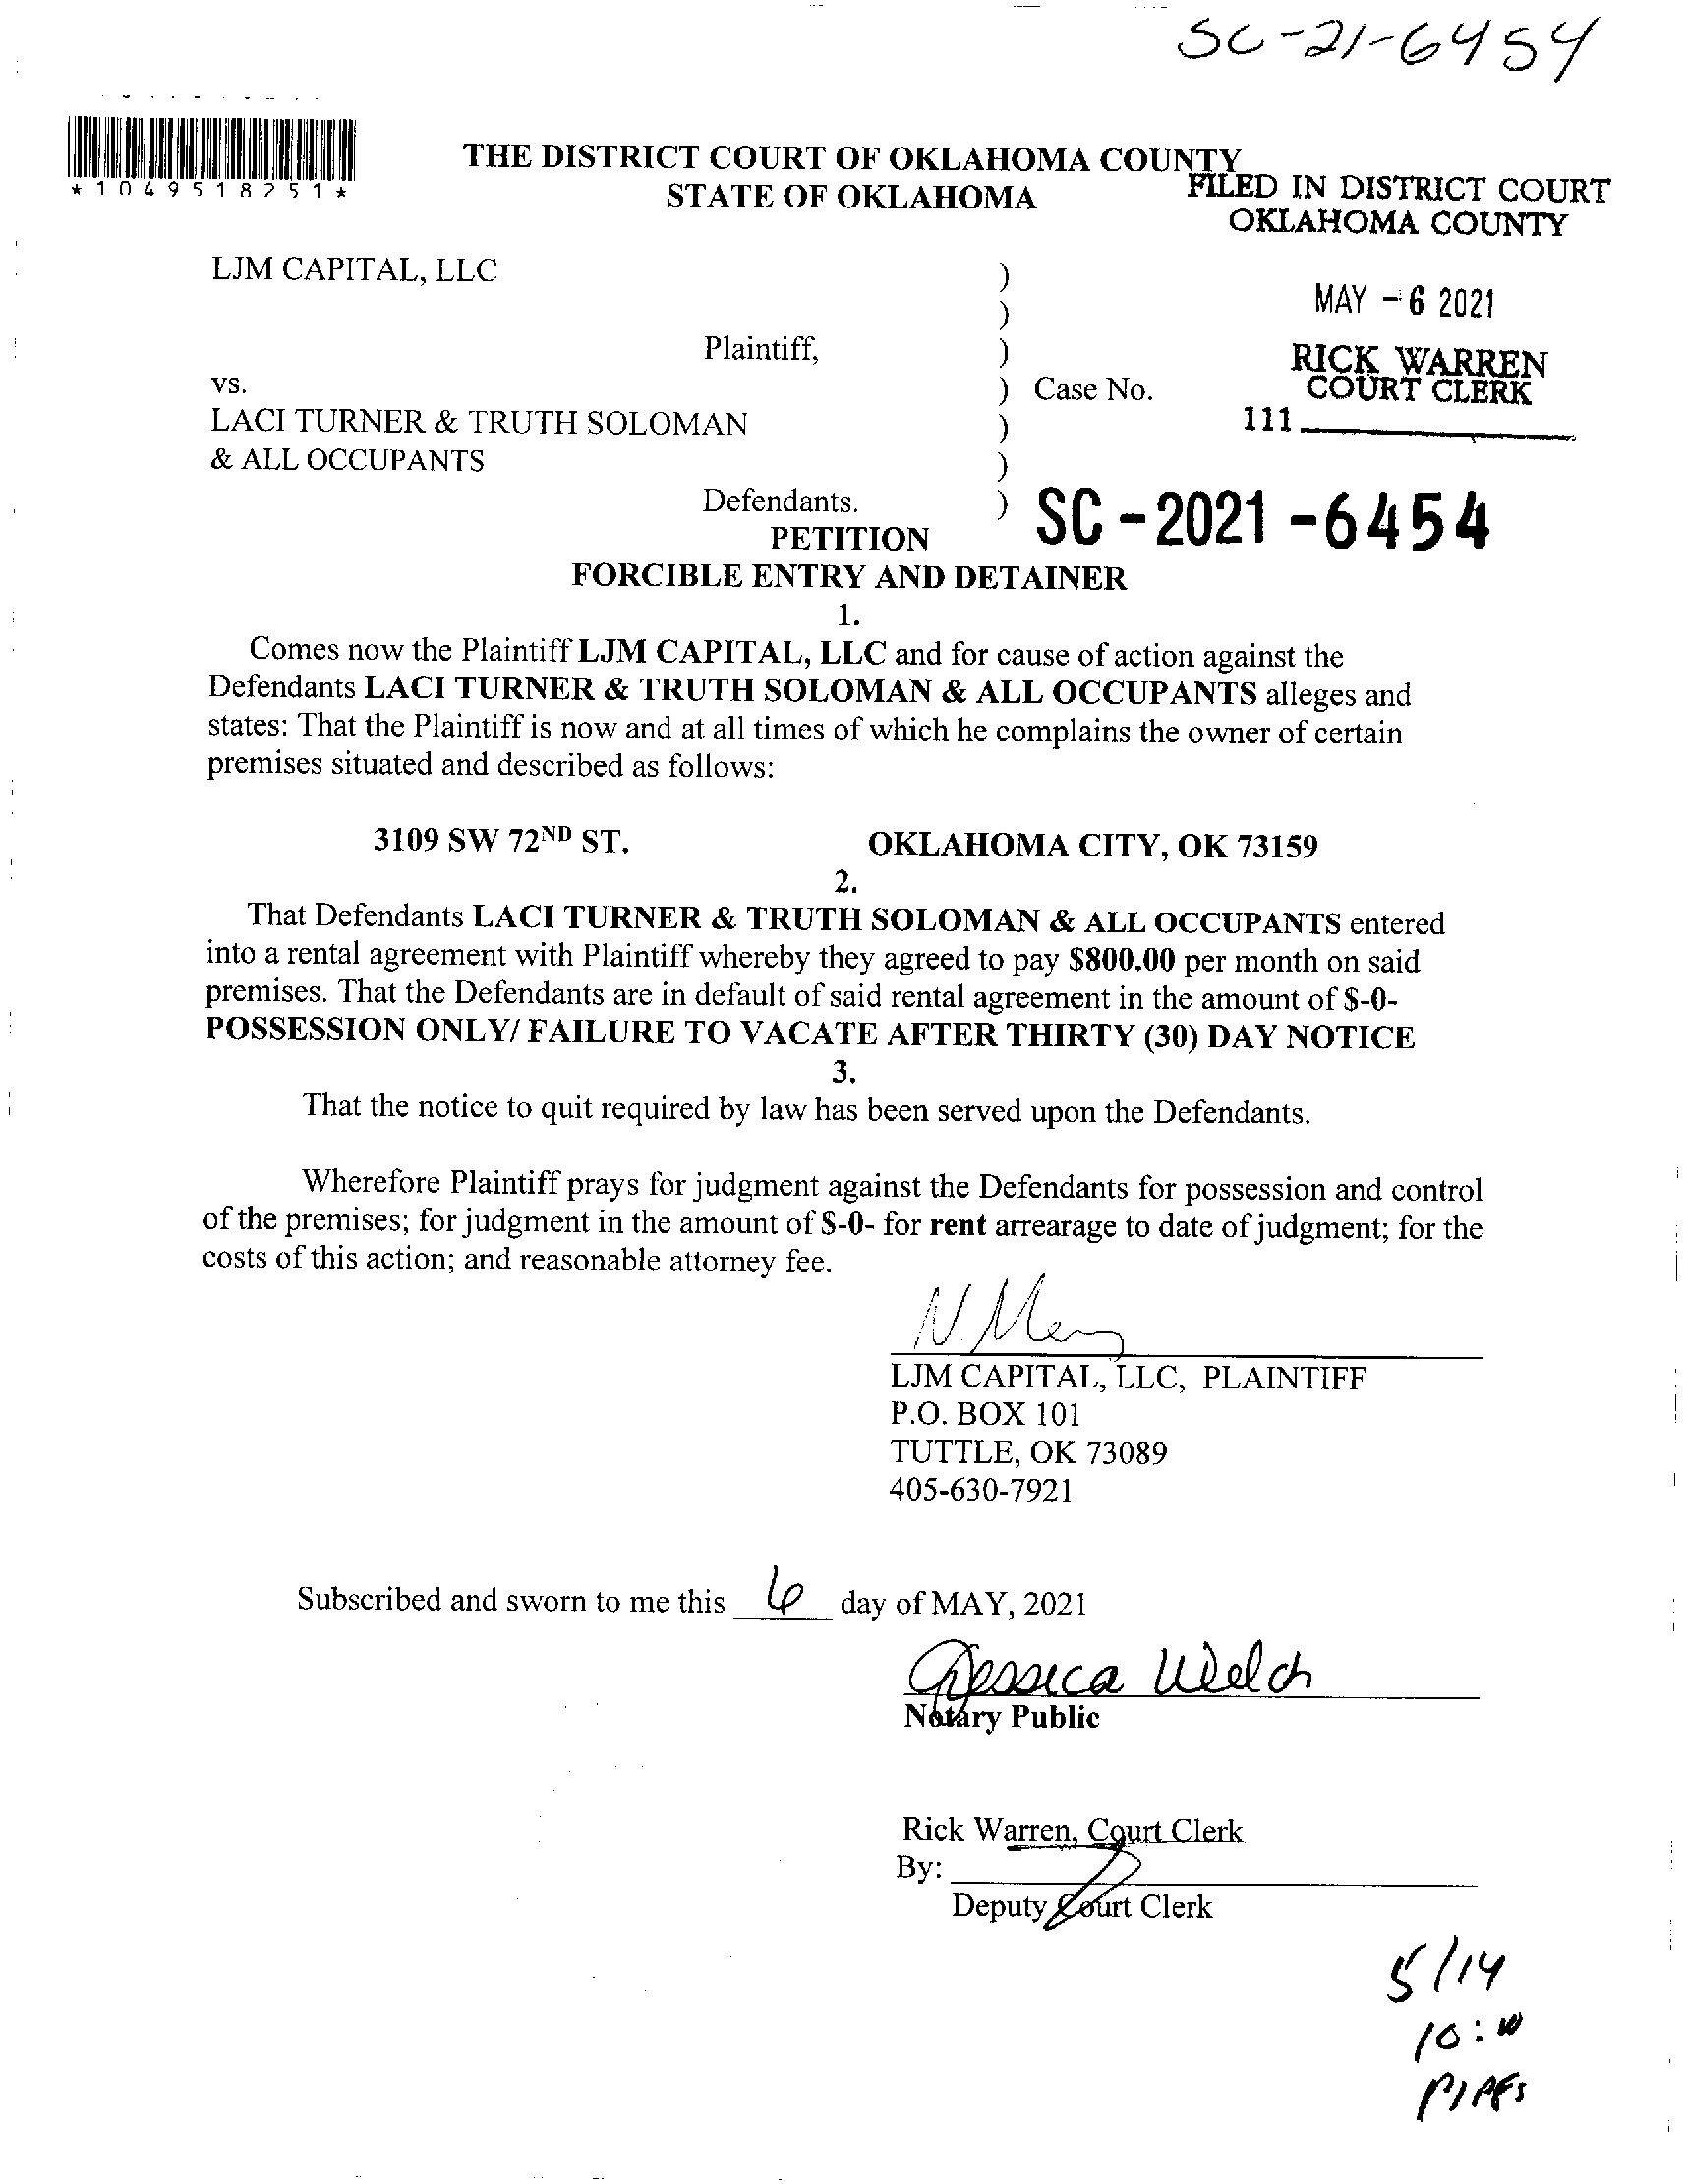 SC-21-6454
*1049518251*
THE DISTRICT COURT OF OKLAHOMA COUNTY
STATE OF OKLAHOMA
FILED IN DISTRICT COURT
OKLAHOMA COUNTY
LJM CAPITAL, LLC )
)
MAY -6 2021
Plaintiff, )
RICK WARREN
COURT CLERK
vs. ) Case No.
LACI TURNER & TRUTH SOLOMAN )
111
& ALL OCCUPANTS )
Defendants. ) SC-2021-6454
PETITION
FORCIBLE ENTRY AND DETAINER
1.
Comes now the Plaintiff LJM CAPITAL, LLC and for cause of action against the
Defendants LACI TURNER & TRUTH SOLOMAN & ALL OCCUPANTS alleges and
states: That the Plaintiff is now and at all times of which he complains the owner of certain
premises situated and described as follows:
3109 SW 72ND ST. OKLAHOMA CITY, OK 73159
2.
That Defendants LACI TURNER & TRUTH SOLOMAN & ALL OCCUPANTS entered
into a rental agreement with Plaintiff whereby they agreed to pay $800.00 per month on said
premises. That the Defendants are in default of said rental agreement in the amount of $-0-
POSSESSION ONLY/ FAILURE TO VACATE AFTER THIRTY (30) DAY NOTICE
3.
That the notice to quit required by law has been served upon the Defendants.
Wherefore Plaintiff prays for judgment against the Defendants for possession and control
of the premises; for judgment in the amount of $-0- for rent arrearage to date of judgment; for the
costs of this action; and reasonable attorney fee.
LJM CAPITAL, LLC, PLAINTIFF
P.O. BOX 101
TUTTLE, OK 73089
405-630-7921
Subscribed and sworn to me this 6 day of MAY, 2021
Jessica Welch
Notary Public
Rick Warren, Court Clerk
By:
Deputy Court Clerk
5/14